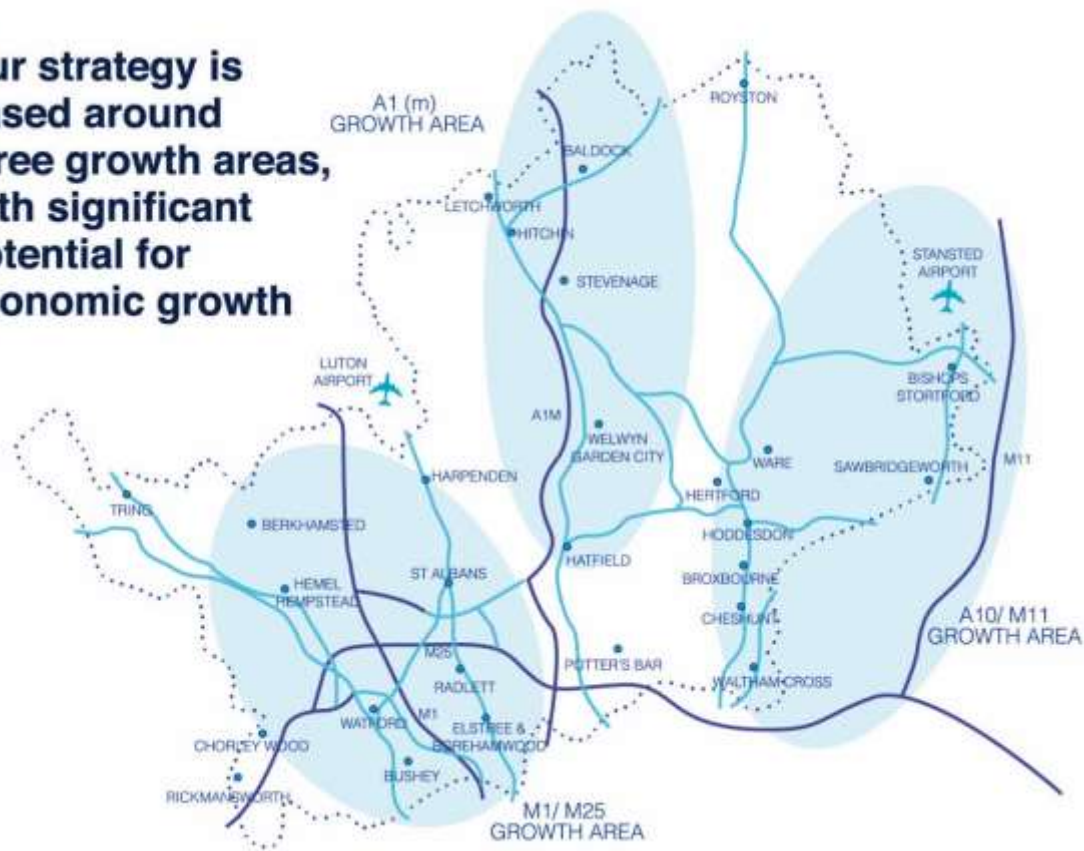 ur strategy is
ased around
ree growth areas,
ith significant
otential for
onomic growth
A1 (m)
GROWTH AREA
ROYSTON
BALDOCK
LETCHWORTH
HITCHIN
STEVENAGE
STANSTED
AIRPORT
LUTON
AIRPORT
BISHOPS
STORTFORD
A1M
WELWYN
GARDEN CITY
WARE
SAWBRIDGEWORTH
M11
HARPENDEN
HERTFORD
TRING
BERKHAMSTED
HODDESDON
HATFIELD
ST ALBANS
BROXBOURNE
HEMEL
HEMPSTEAD
CHESHUNT
A10/ M11
GROWTH AREA
M25
POTTER'S BAR
RADLETT
WALTHAM CROSS
WATFORD
M1
ELSTREE &
BOREHAMWOOD
CHORLEY WOOD
BUSHEY
RICKMANSWORTH
M1/ M25
GROWTH AREA